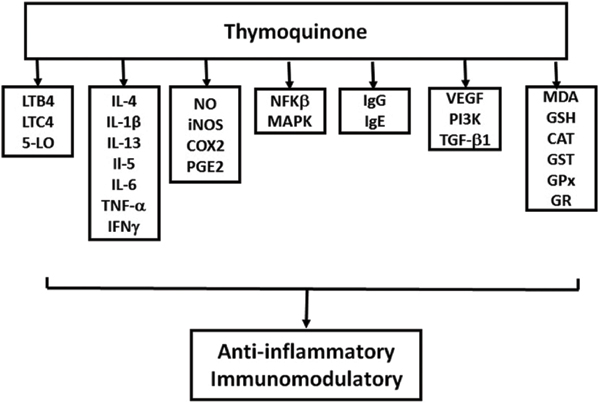 Thymoquinone
LTB4
LTC4
5-LO
IL-4
IL-1β
IL-13
Il-5
IL-6
TNF-α
IFNγ
NO
iNOS
COX2
PGE2
NFKβ
MAPK
IgG
IgE
VEGF
PI3K
TGF-β1
MDA
GSH
CAT
GST
GPx
GR
Anti-inflammatory
Immunomodulatory